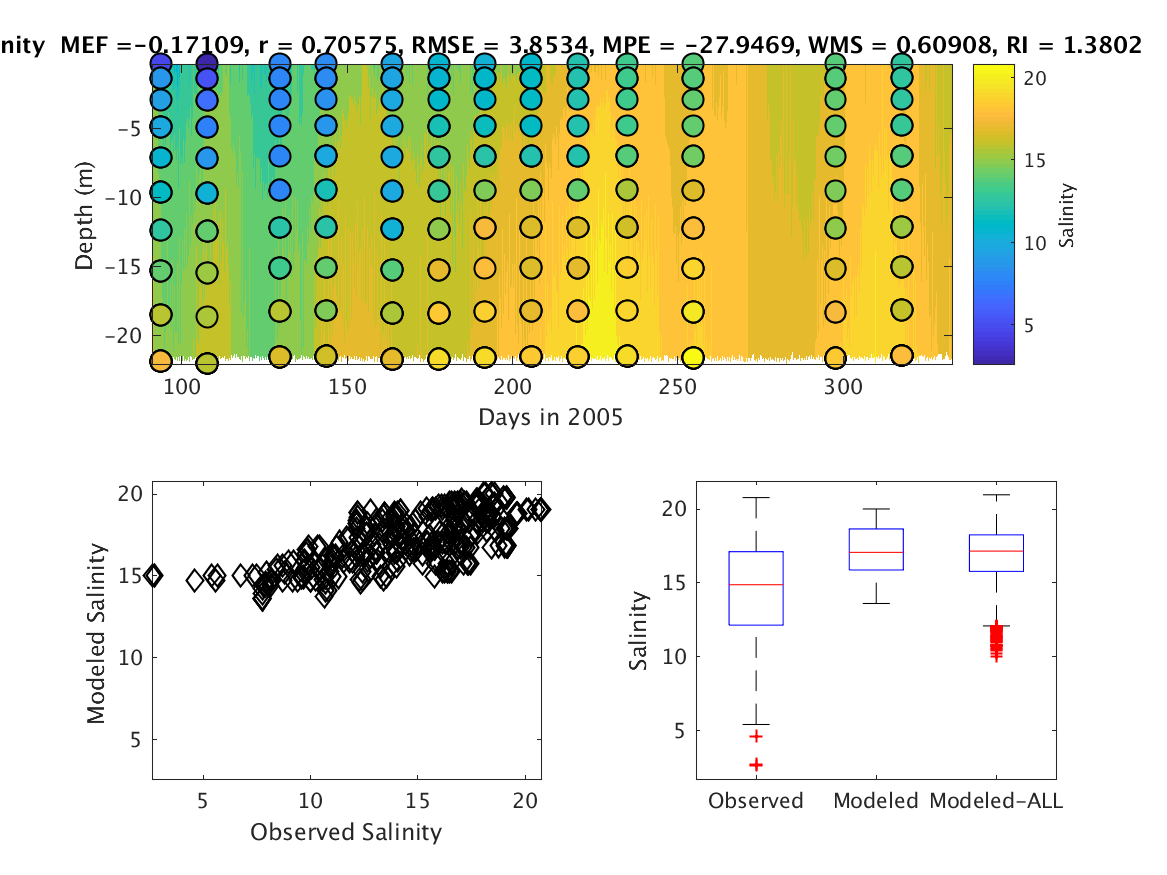 nity MEF =-0.17109, r = 0.70575, RMSE = 3.8534, MPE = -27.9469, WMS = 0.60908, RI = 1.3802
-5
-10
-15
-20
Depth (m)
100 150 200 250 300
Days in 2005
20
15
10
5
Salinity
20
15
10
5
Modeled Salinity
5 10 15 20
Observed Salinity
20
15
10
5
Salinity
Observed Modeled Modeled-ALL